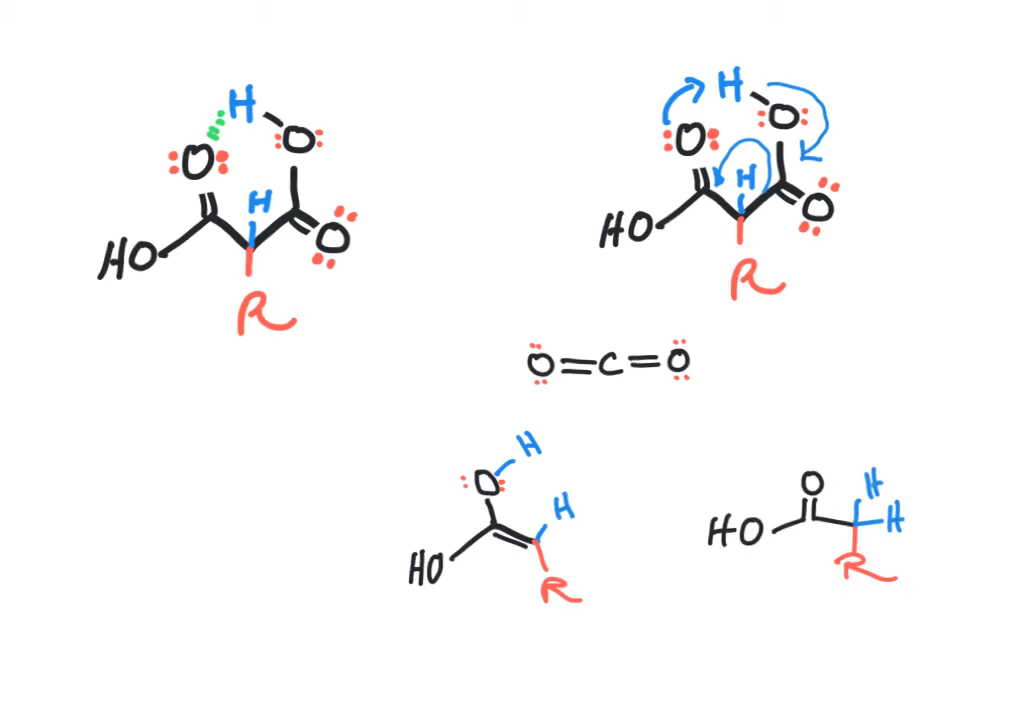 H H
O O O O
H H
HO O HO O
R R
O=C=O
H
O H O H
H HO H
HO R R